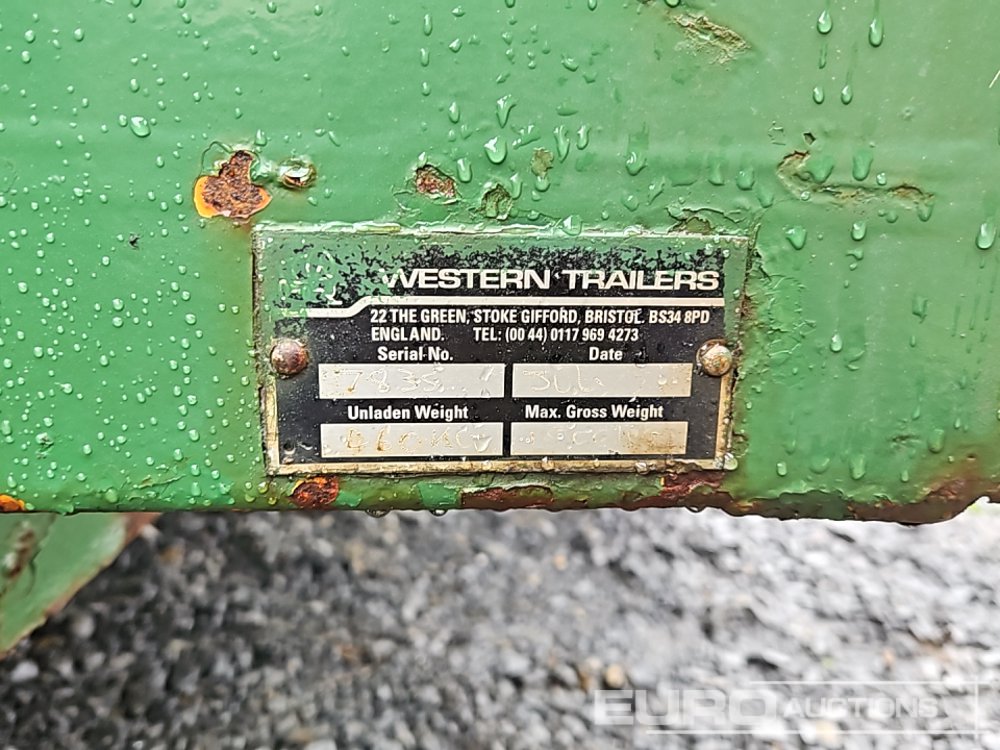 WESTERN TRAILERS
22 THE GREEN, STOKE GIFFORD, BRISTOL. BS34 8PD
ENGLAND. TEL: (00 44) 0117 969 4273
Serial No. Date
Unladen Weight Max. Gross Weight
EURO AUCTIONS